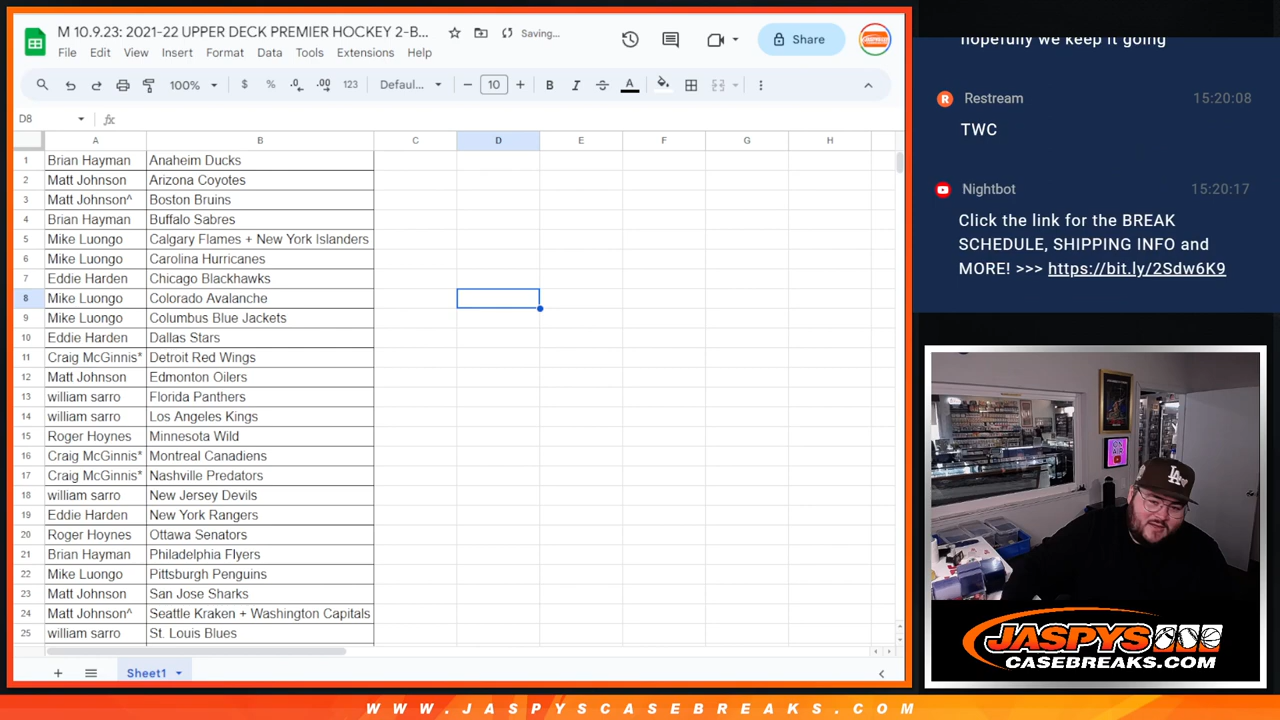 M 10.9.23: 2021-22 UPPER DECK PREMIER HOCKEY 2-B...
Saving...
File Edit View Format Data Tools Extensions Help
Share
100% $ % .0 .00 123 Defaul... 10 B I A
D8 fx
A B C D E F G H
1 Brian Hayman Anaheim Ducks
2 Matt Johnson Arizona Coyotes
3 Matt Johnson^ Boston Bruins
4 Brian Hayman Buffalo Sabres
5 Mike Luongo Calgary Flames + New York Islanders
6 Mike Luongo Carolina Hurricanes
7 Eddie Harden Chicago Blackhawks
8 Mike Luongo Colorado Avalanche
9 Mike Luongo Columbus Blue Jackets
10 Eddie Harden Dallas Stars
11 Craig McGinnis* Detroit Red Wings
12 Matt Johnson Edmonton Oilers
13 william sarro Florida Panthers
14 william sarro Los Angeles Kings
15 Roger Hoynes Minnesota Wild
16 Craig McGinnis* Montreal Canadiens
17 Craig McGinnis* Nashville Predators
18 william sarro New Jersey Devils
19 Eddie Harden New York Rangers
20 Roger Hoynes Ottawa Senators
21 Brian Hayman Philadelphia Flyers
22 Mike Luongo Pittsburgh Penguins
23 Matt Johnson San Jose Sharks
24 Matt Johnson^ Seattle Kraken + Washington Capitals
25 william sarro St. Louis Blues
Sheet1
hopefully we keep it going
R Restream 15:20:08
TWC
Nightbot 15:20:17
Click the link for the BREAK
SCHEDULE, SHIPPING INFO and
MORE! >>> https://bit.ly/2Sdw6K9
LA
JASPYS
CASEBREAKS.COM
WWW.JASPYSCASEBREAKS.COM